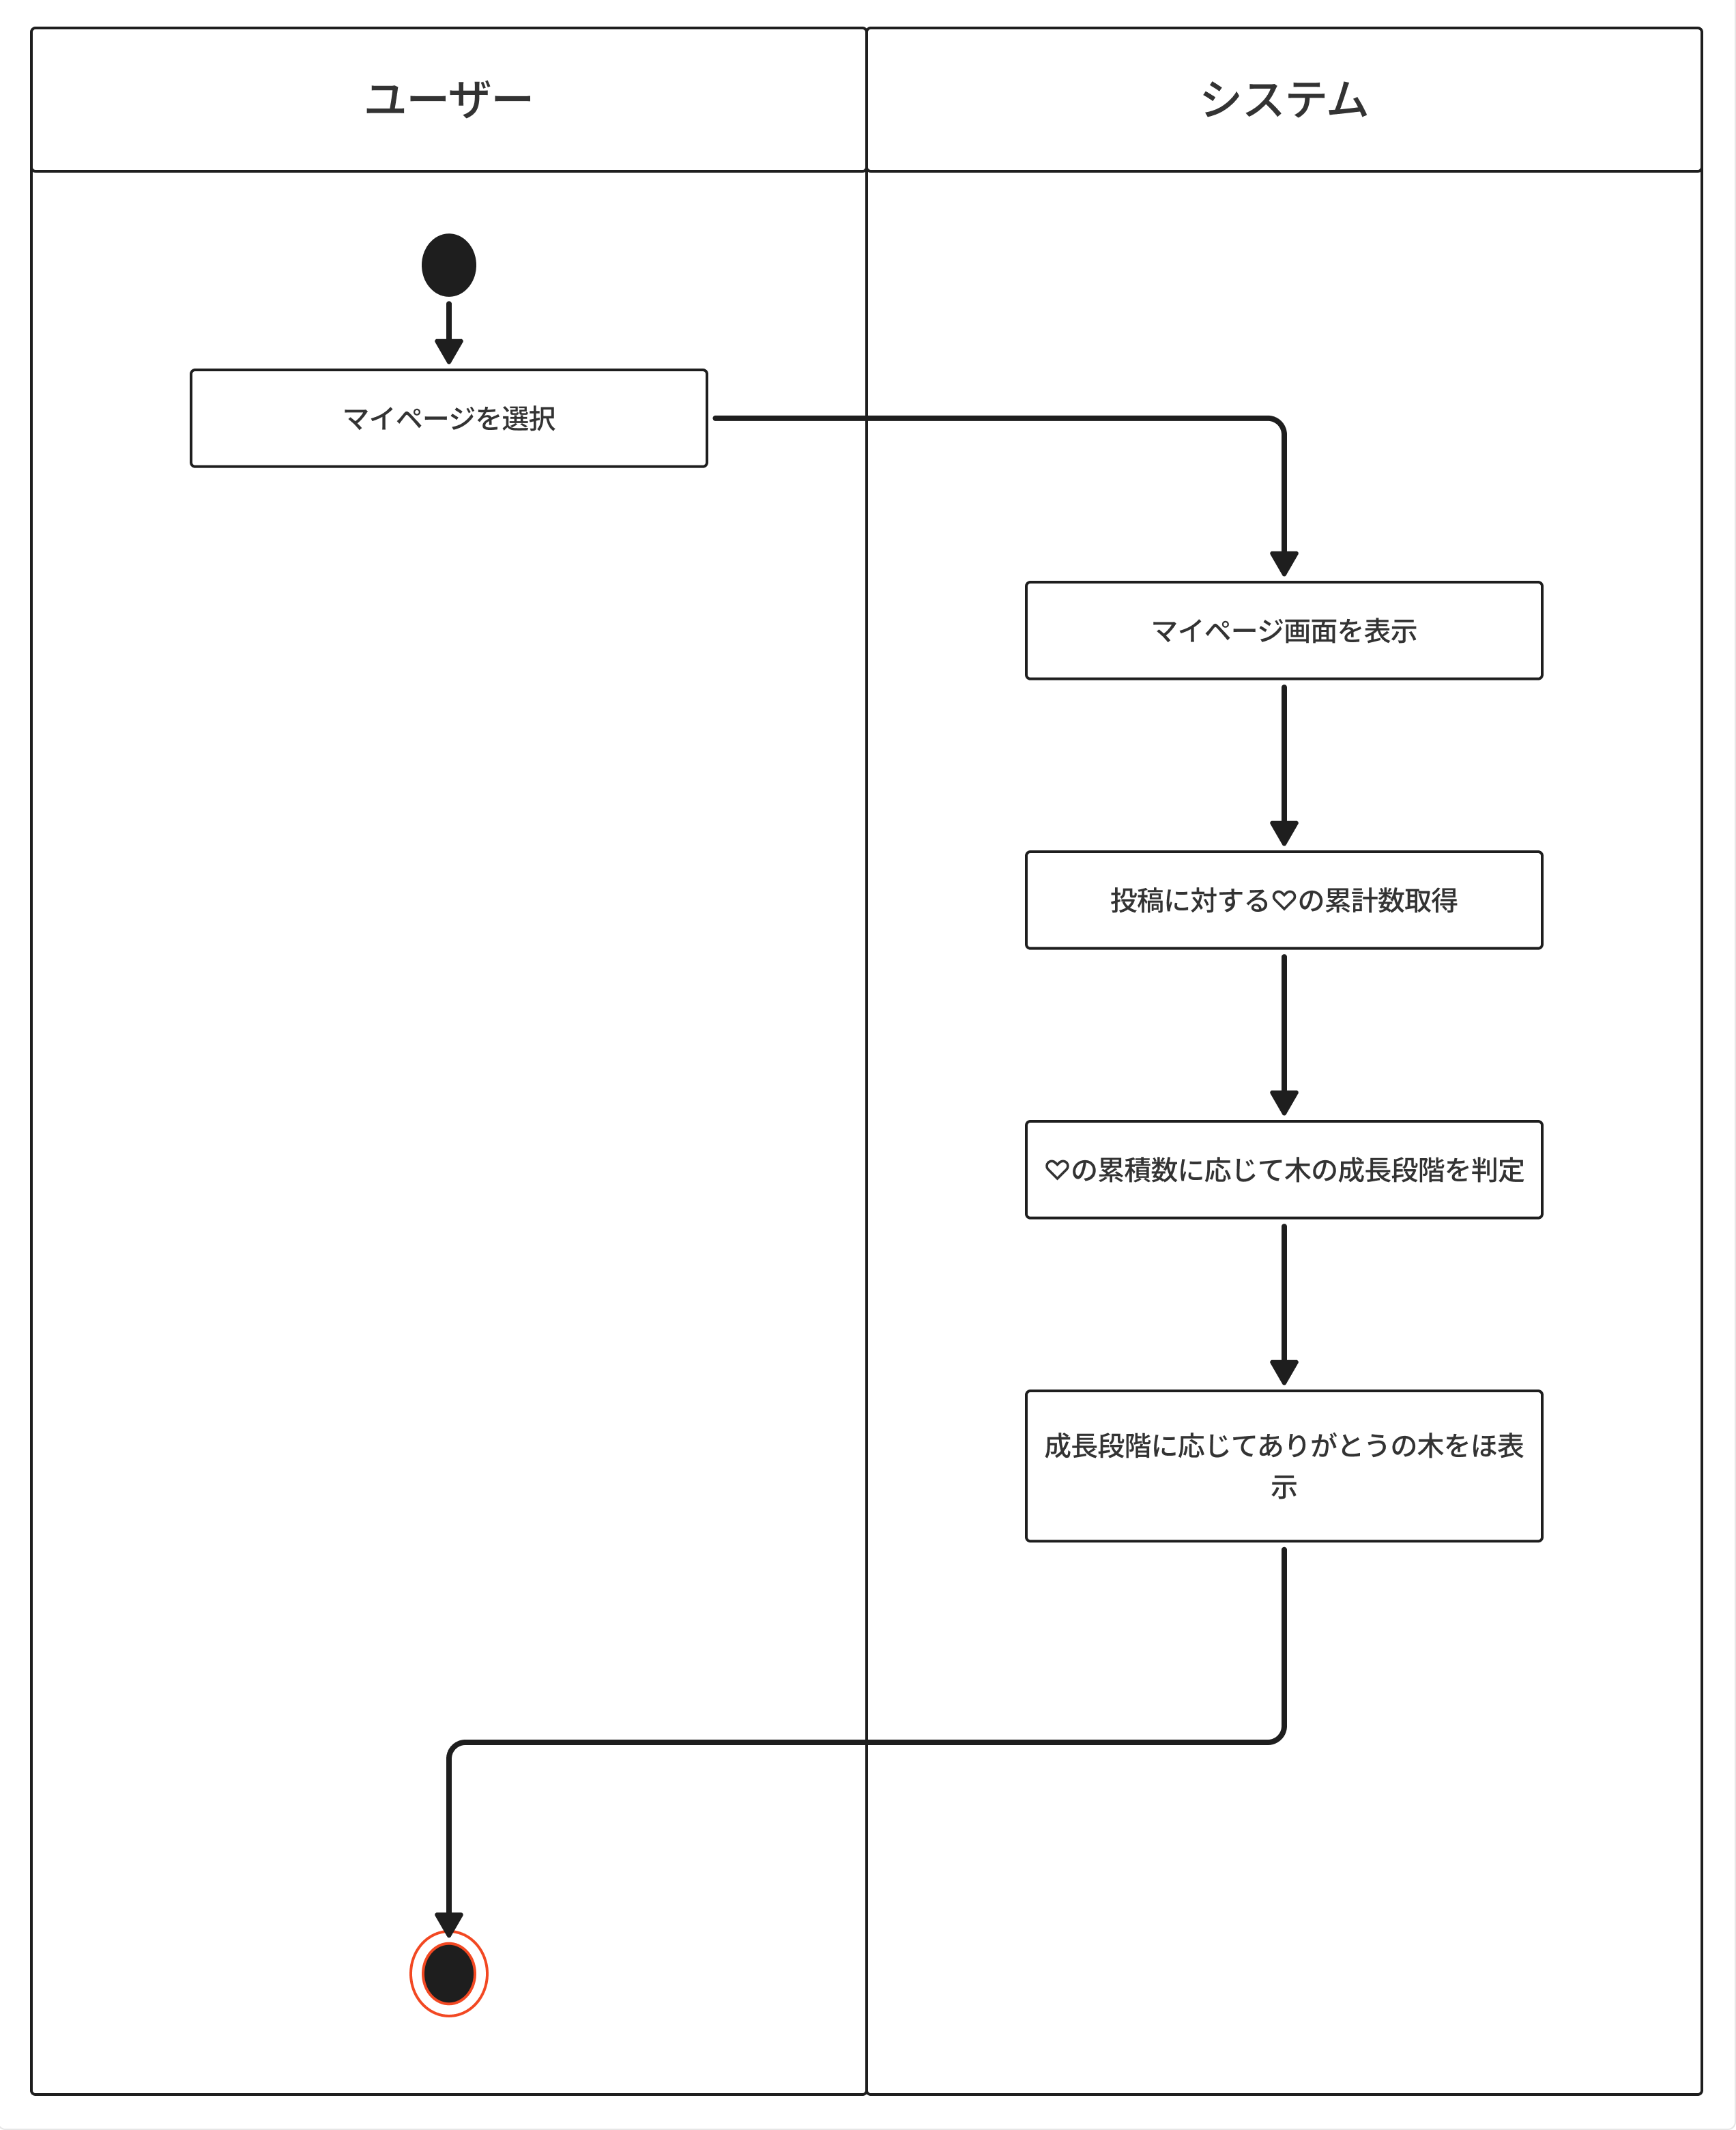 ユーザー
システム
マイページを選択
マイページ画面を表示
投稿に対する♡の累計数取得
♡の累積数に応じて木の成長段階を判定
成長段階に応じてありがとうの木をほ表
示